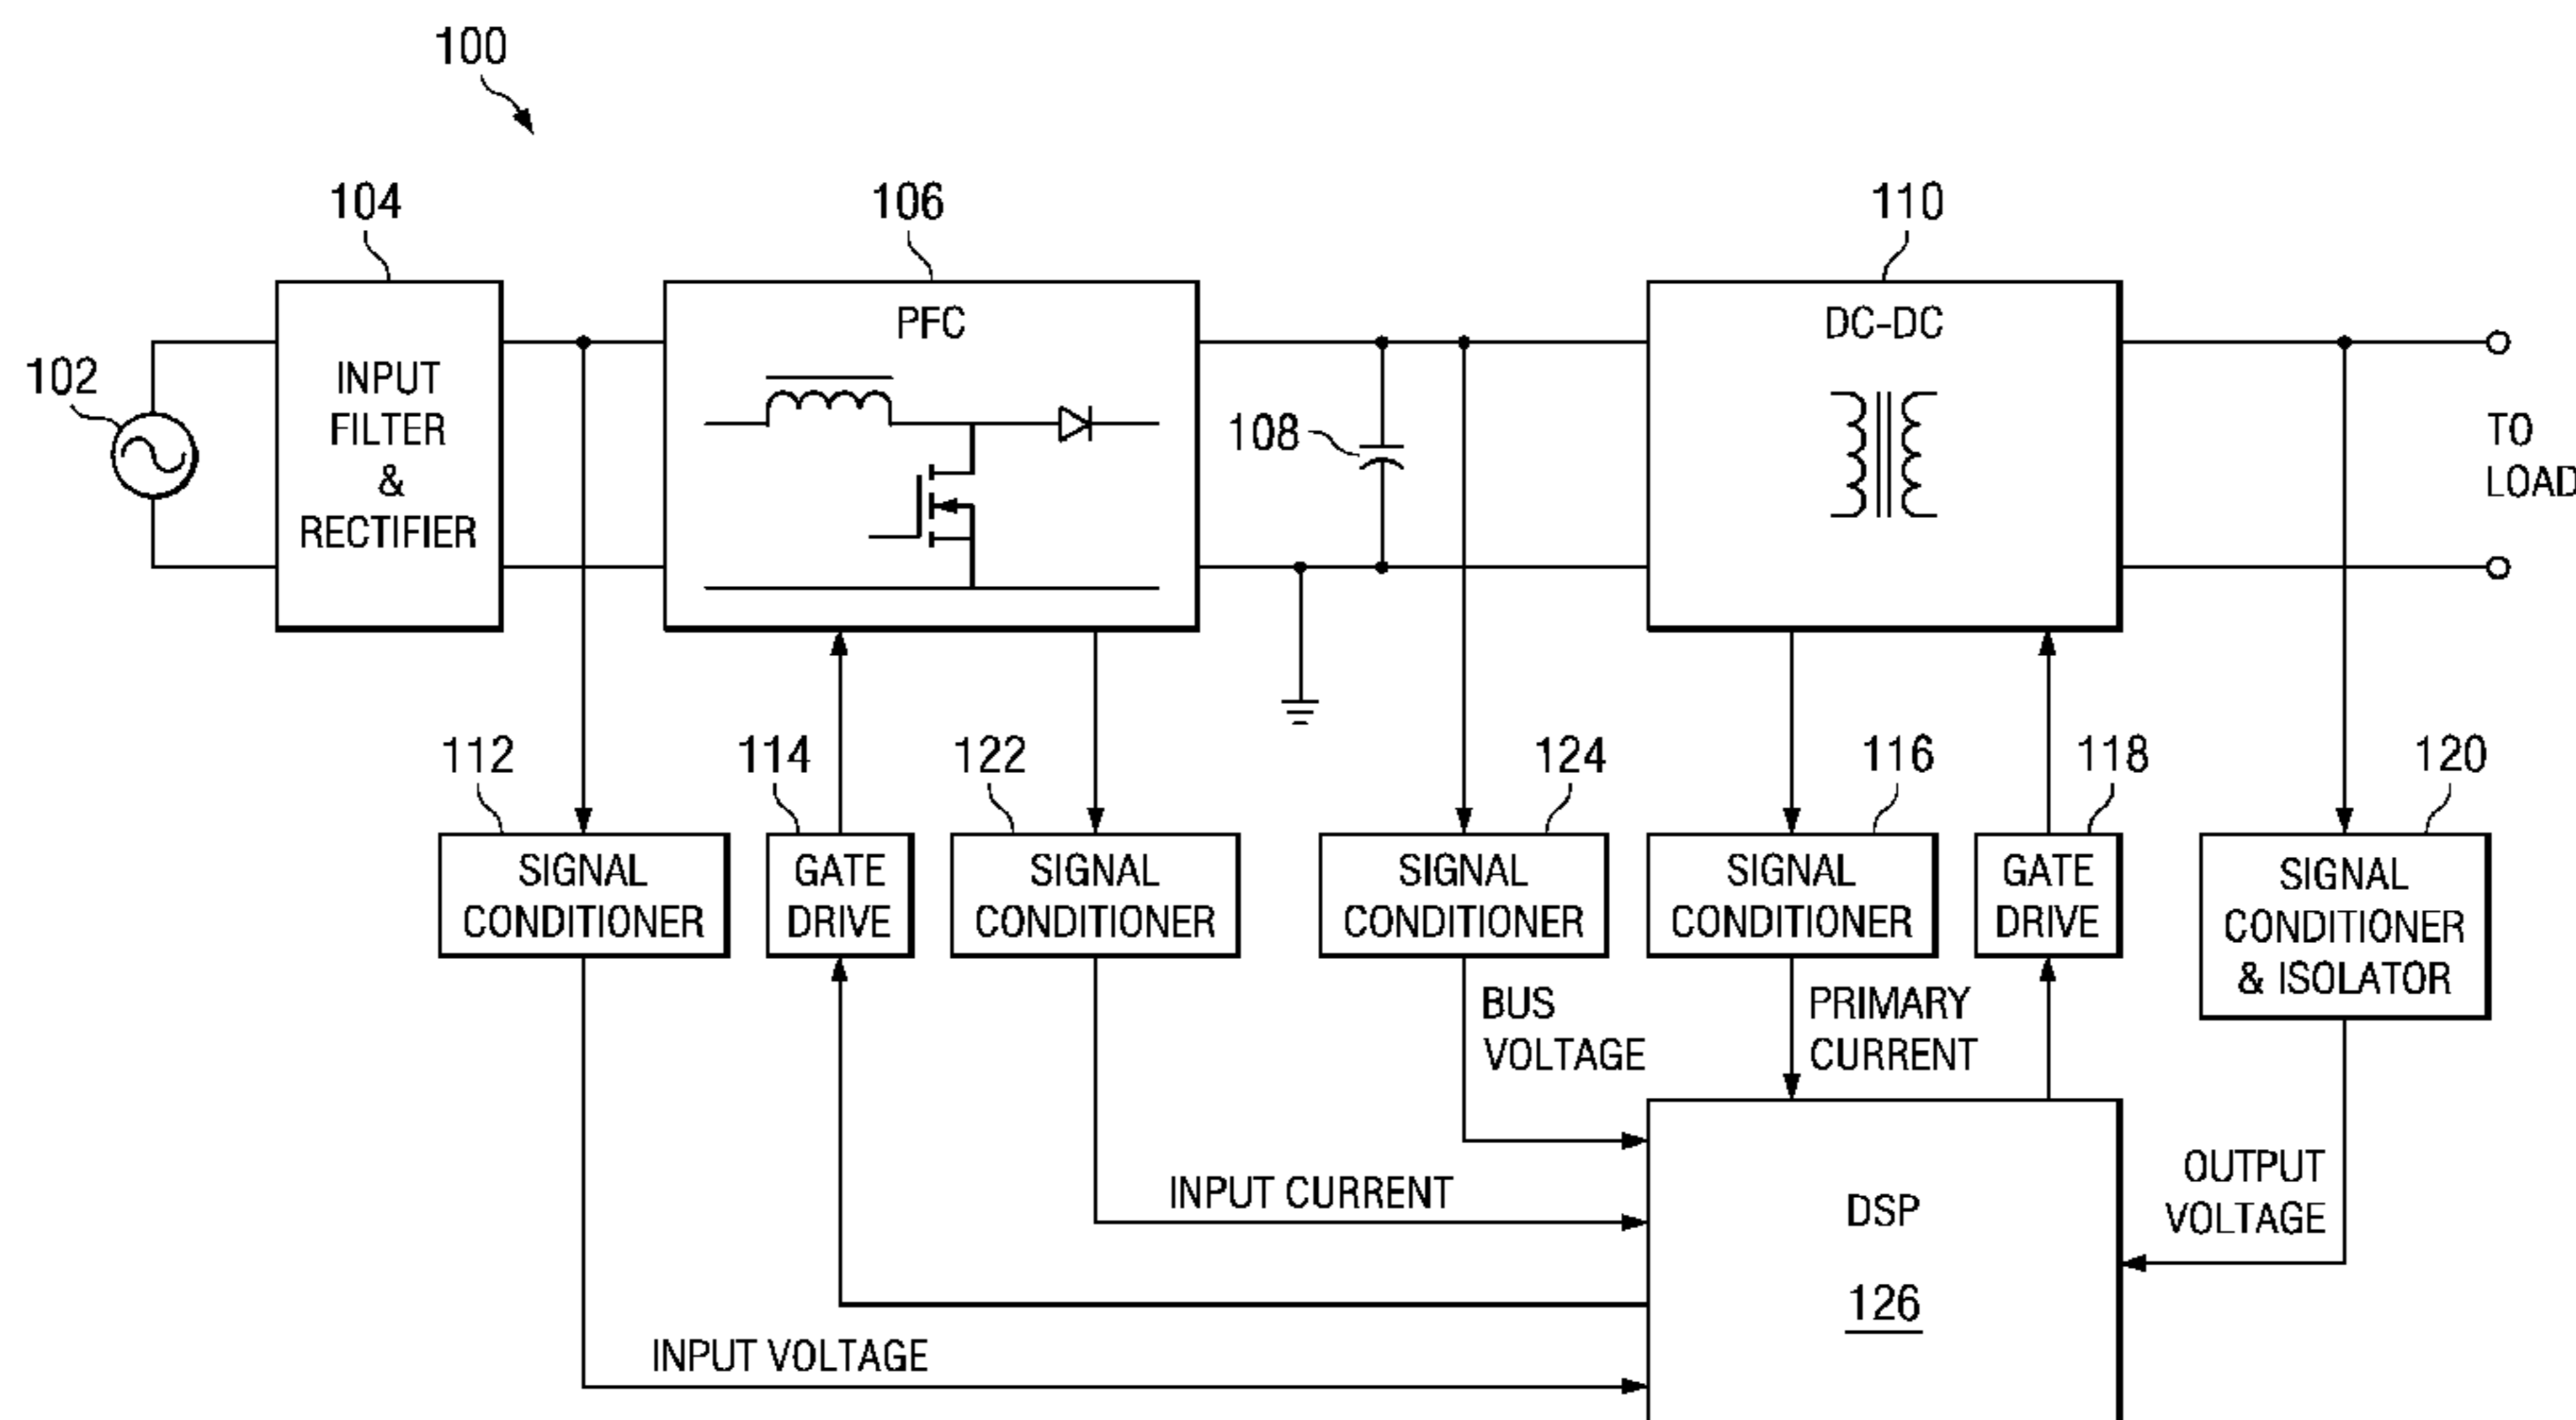 100
104
106
110
102
INPUT
FILTER
&
RECTIFIER
PFC
108
DC-DC
TO
LOAD
112
114
122
124
116
118
120
SIGNAL
CONDITIONER
GATE
DRIVE
SIGNAL
CONDITIONER
SIGNAL
CONDITIONER
SIGNAL
CONDITIONER
GATE
DRIVE
SIGNAL
CONDITIONER
& ISOLATOR
BUS
VOLTAGE
PRIMARY
CURRENT
INPUT CURRENT
OUTPUT
VOLTAGE
DSP
126
INPUT VOLTAGE